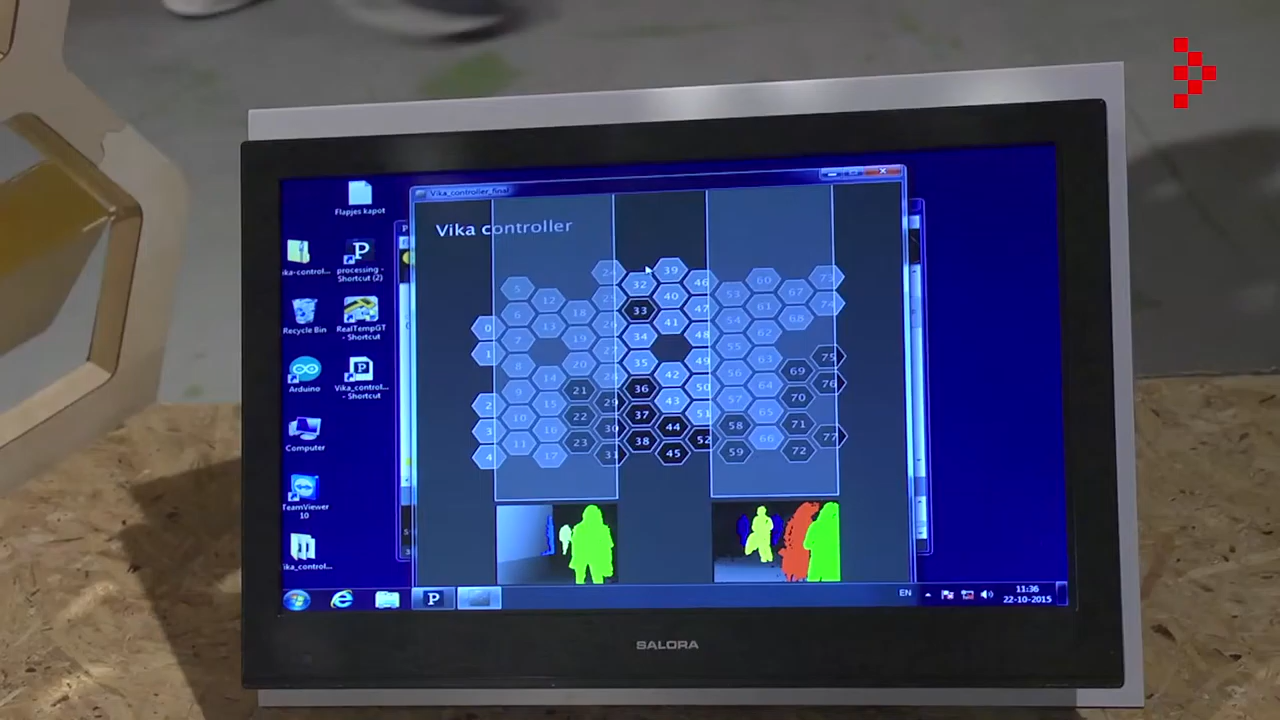 Flapjes kapot
Vika_controller_final
P
Vika controller
ika-control...
processing -
Shortcut (2)
Recycle Bin
RealTempGT
- Shortcut
Arduino
Vika_control...
- Shortcut
Computer
TeamViewer
10
ika_control...
24 39 73
5 32 46 60
12 25 40 53 67
6 18 33 47 61 74
0 13 26 41 54 68
7 19 34 48 62
1 27 55 75
8 20 35 49 63
14 28 42 56 69 76
9 21 36 50 64
2 15 29 43 57 70
10 22 37 51 65
3 16 30 44 58 71 77
11 23 38 52 66
4 17 31 45 59 72
P
EN
11:36
22-10-2015
SALORA